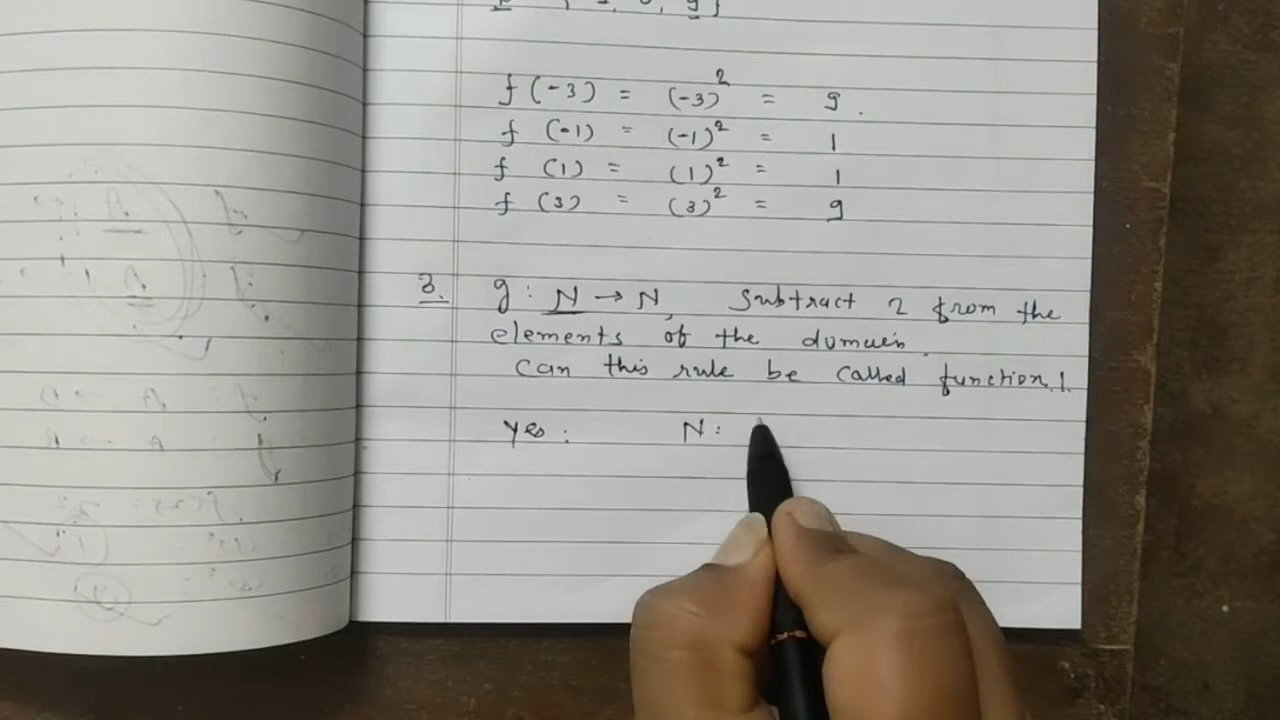 f (-3) = (-3)² = 9.
f (-1) = (-1)² = 1
f (1) = (1)² = 1
f (3) = (3)² = 9
3. g : N → N, Subtract 2 from the
elements of the domain.
Can this rule be called function.
Yes : N :